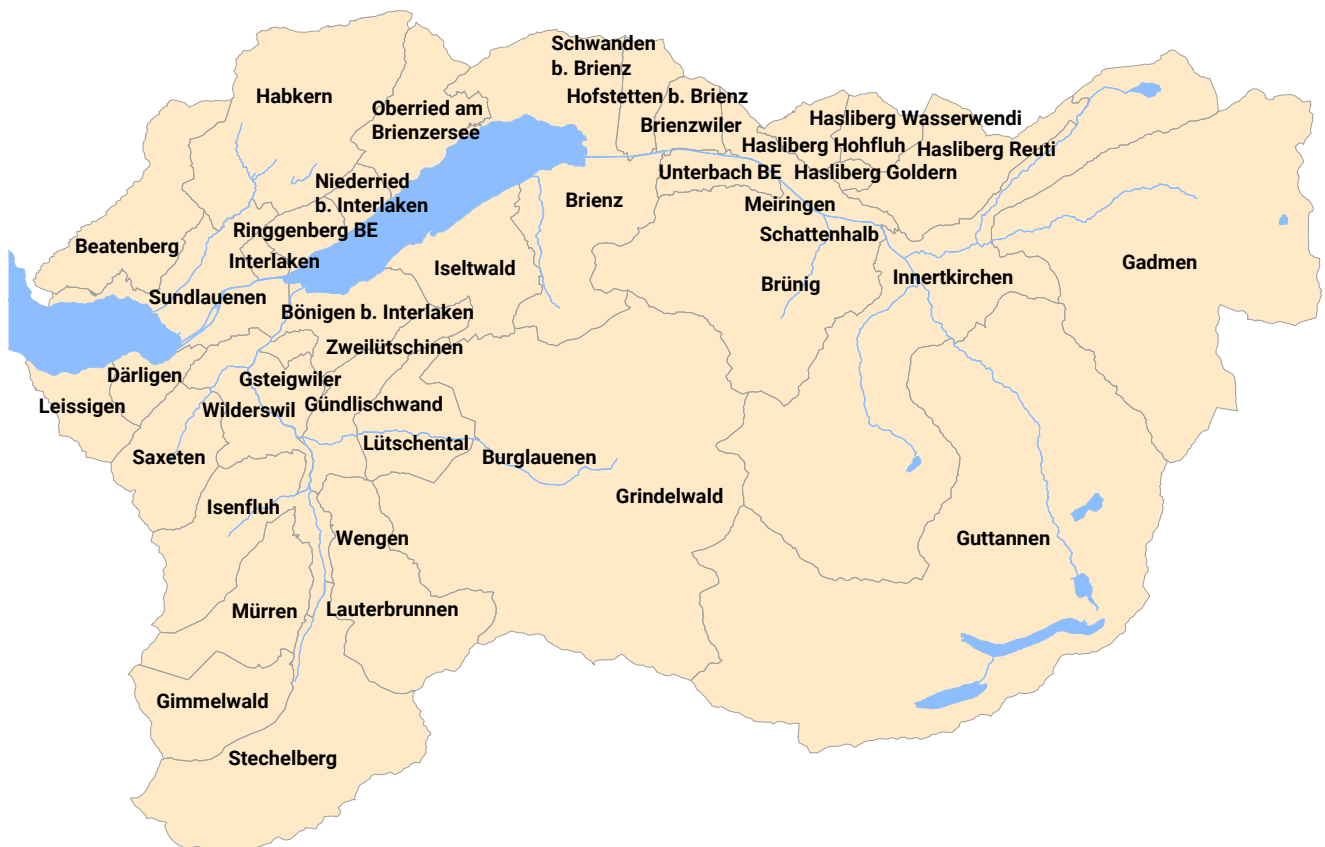 Schwanden
b. Brienz
Habkern
Hofstetten b. Brienz
Oberried am
Brienzersee
Hasliberg Wasserwendi
Brienzwiler
Hasliberg Hohfluh
Hasliberg Reuti
Unterbach BE
Hasliberg Goldern
Niederried
b. Interlaken
Brienz
Meiringen
Ringgenberg BE
Schattenhalb
Beatenberg
Interlaken
Iseltwald
Gadmen
Innertkirchen
Brünig
Sundlauenen
Bönigen b. Interlaken
Zweilütschinen
Därligen
Gsteigwiler
Leissigen
Wilderswil
Gündlischwand
Lütschental
Saxeten
Burglauenen
Grindelwald
Isenfluh
Wengen
Guttannen
Mürren
Lauterbrunnen
Gimmelwald
Stechelberg